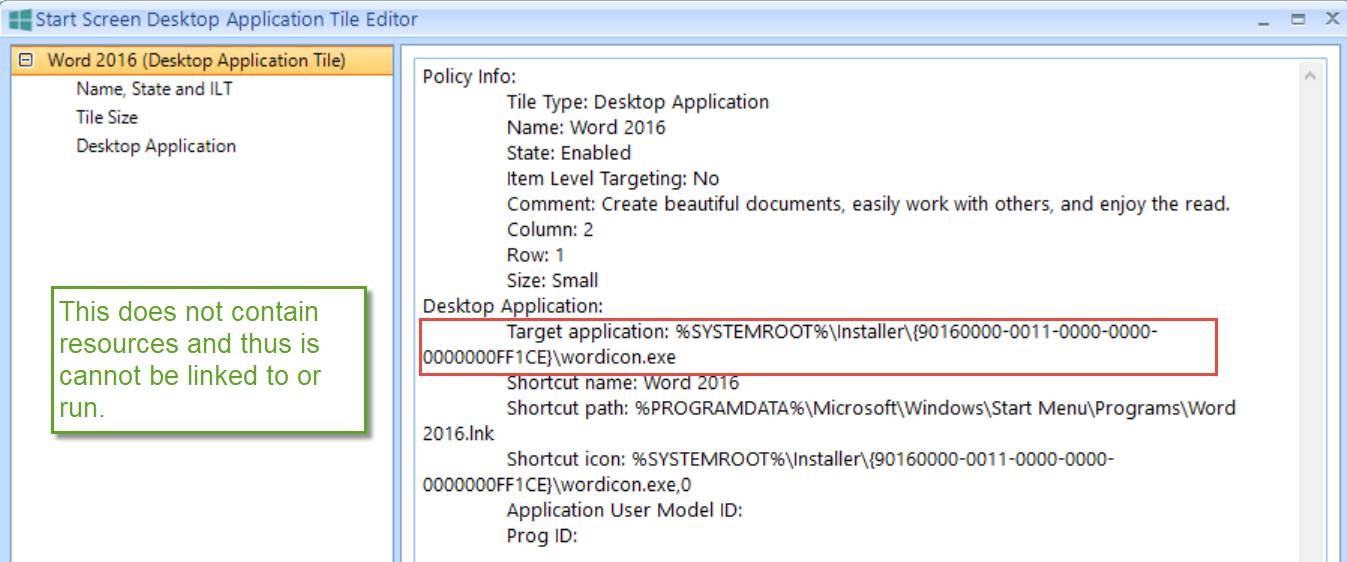 Start Screen Desktop Application Tile Editor
Word 2016 (Desktop Application Tile)
Name, State and ILT
Tile Size
Desktop Application
This does not contain
resources and thus is
cannot be linked to or
run.
Policy Info:
Tile Type: Desktop Application
Name: Word 2016
State: Enabled
Item Level Targeting: No
Comment: Create beautiful documents, easily work with others, and enjoy the read.
Column: 2
Row: 1
Size: Small
Desktop Application:
Target application: %SYSTEMROOT%\Installer\{90160000-0011-0000-0000-
0000000FF1CE}\wordicon.exe
Shortcut name: Word 2016
Shortcut path: %PROGRAMDATA%\Microsoft\Windows\Start Menu\Programs\Word
2016.lnk
Shortcut icon: %SYSTEMROOT%\Installer\{90160000-0011-0000-0000-
0000000FF1CE}\wordicon.exe,0
Application User Model ID:
Prog ID: